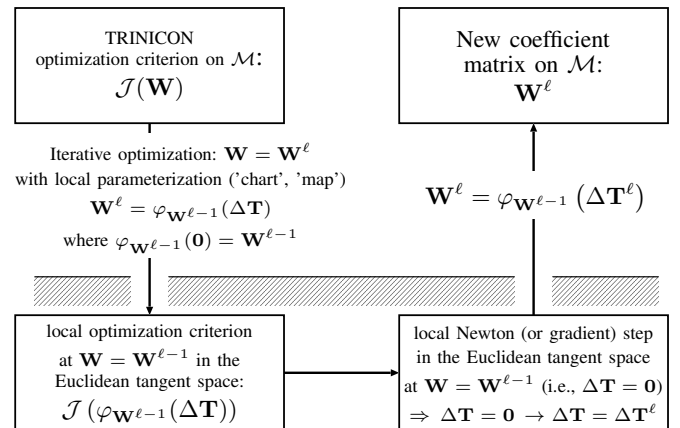 TRINICON
optimization criterion on ℳ:
𝒥(𝐖)
Iterative optimization: 𝐖 = 𝐖^ℓ
with local parameterization ('chart', 'map')
𝐖^ℓ = φ_{𝐖^{ℓ−1}}(Δ𝐓)
where φ_{𝐖^{ℓ−1}}(𝟎) = 𝐖^{ℓ−1}
local optimization criterion
at 𝐖 = 𝐖^{ℓ−1} in the
Euclidean tangent space:
𝒥 (φ_{𝐖^{ℓ−1}}(Δ𝐓))
local Newton (or gradient) step
in the Euclidean tangent space
at 𝐖 = 𝐖^{ℓ−1} (i.e., Δ𝐓 = 𝟎)
⇒ Δ𝐓 = 𝟎 → Δ𝐓 = Δ𝐓^ℓ
𝐖^ℓ = φ_{𝐖^{ℓ−1}} (Δ𝐓^ℓ)
New coefficient
matrix on ℳ:
𝐖^ℓ